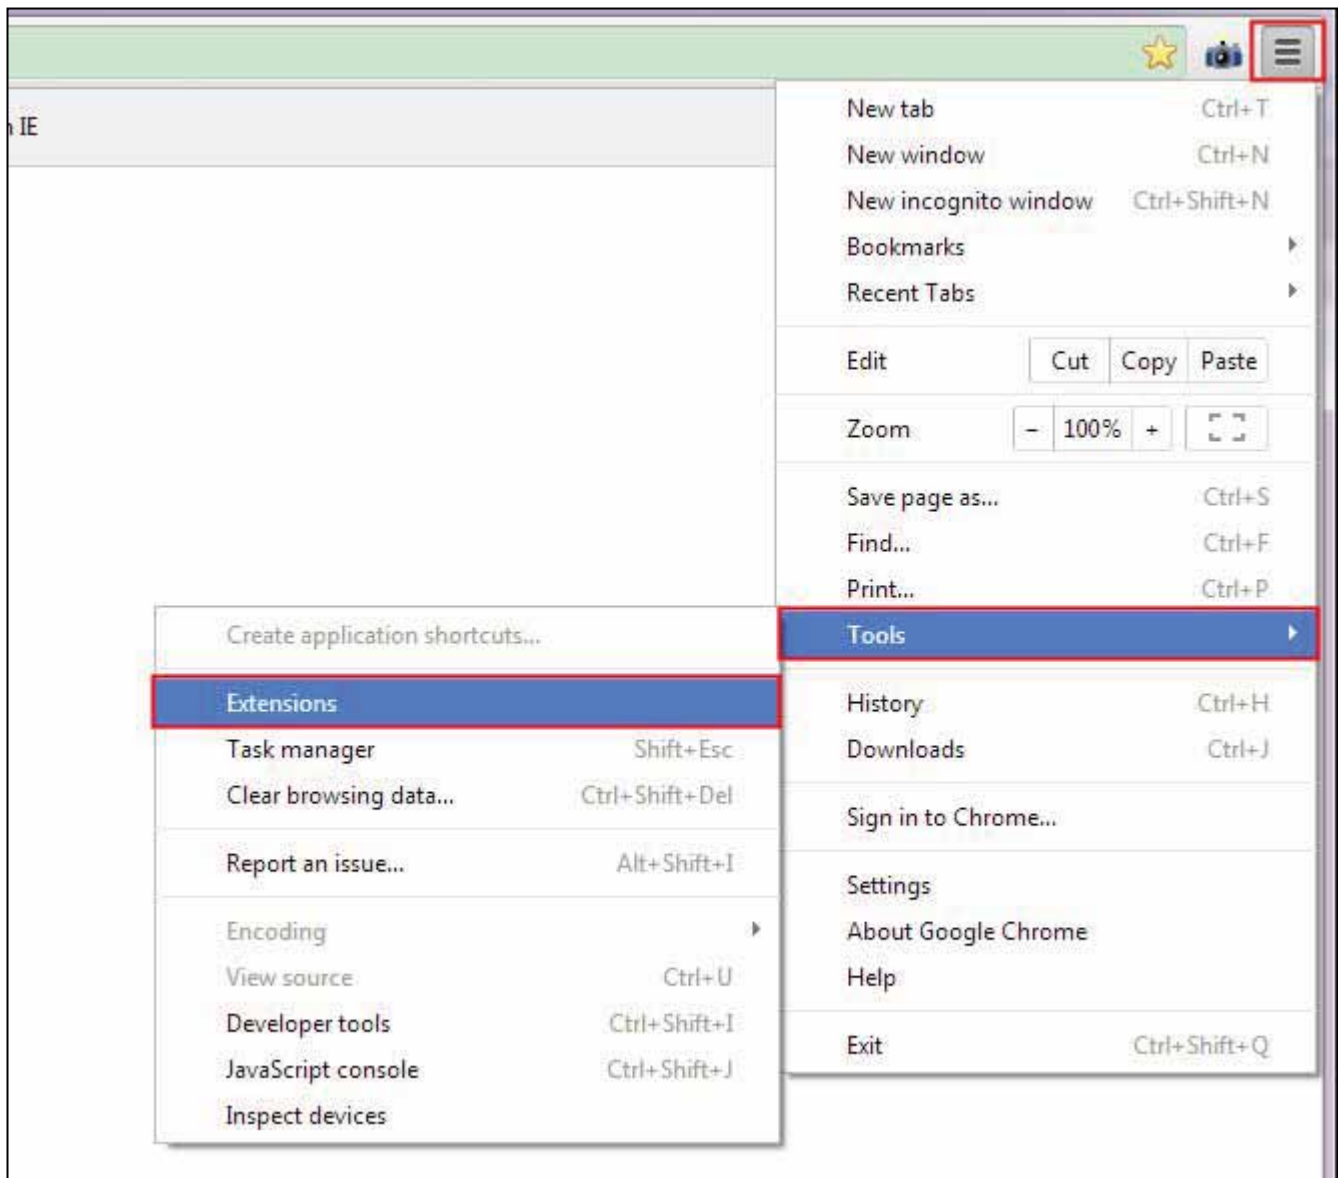 n IE
New tab Ctrl+T
New window Ctrl+N
New incognito window Ctrl+Shift+N
Bookmarks
Recent Tabs
Edit Cut Copy Paste
Zoom - 100% +
Save page as... Ctrl+S
Find... Ctrl+F
Print... Ctrl+P
Tools
History Ctrl+H
Downloads Ctrl+J
Sign in to Chrome...
Settings
About Google Chrome
Help
Exit Ctrl+Shift+Q
Create application shortcuts...
Extensions
Task manager Shift+Esc
Clear browsing data... Ctrl+Shift+Del
Report an issue... Alt+Shift+I
Encoding
View source Ctrl+U
Developer tools Ctrl+Shift+I
JavaScript console Ctrl+Shift+J
Inspect devices